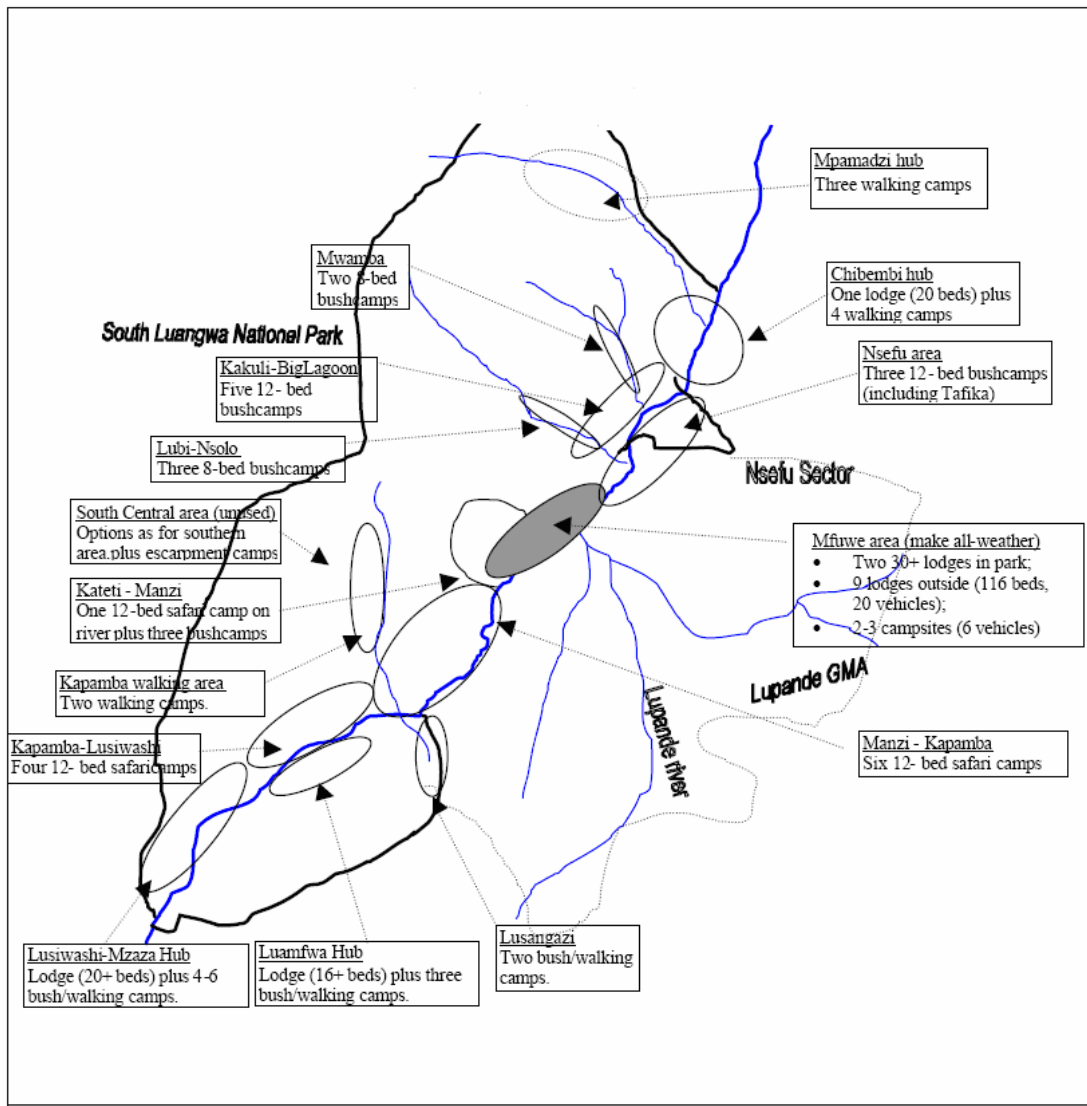 Mpamadzi hub
Three walking camps
Mwamba
Two 8-bed
bushcamps
Chibembi hub
One lodge (20 beds) plus
4 walking camps
South Luangwa National Park
Nsefu area
Three 12- bed bushcamps
(including Tafika)
Kakuli-BigLagoon
Five 12- bed
bushcamps
Lubi-Nsolo
Three 8-bed bushcamps
Nsefu Sector
South Central area (unused)
Options as for southern
area.plus escarpment camps
Mfuwe area (make all-weather)
• Two 30+ lodges in park;
• 9 lodges outside (116 beds,
20 vehicles);
• 2-3 campsites (6 vehicles)
Kateti - Manzi
One 12-bed safari camp on
river plus three bushcamps
Kapamba walking area
Two walking camps.
Lupande GMA
Lupande river
Kapamba-Lusiwashi
Four 12- bed safaricamps
Manzi - Kapamba
Six 12- bed safari camps
Lusiwashi-Mzaza Hub
Lodge (20+ beds) plus 4-6
bush/walking camps.
Luamfwa Hub
Lodge (16+ beds) plus three
bush/walking camps.
Lusangazi
Two bush/walking
camps.